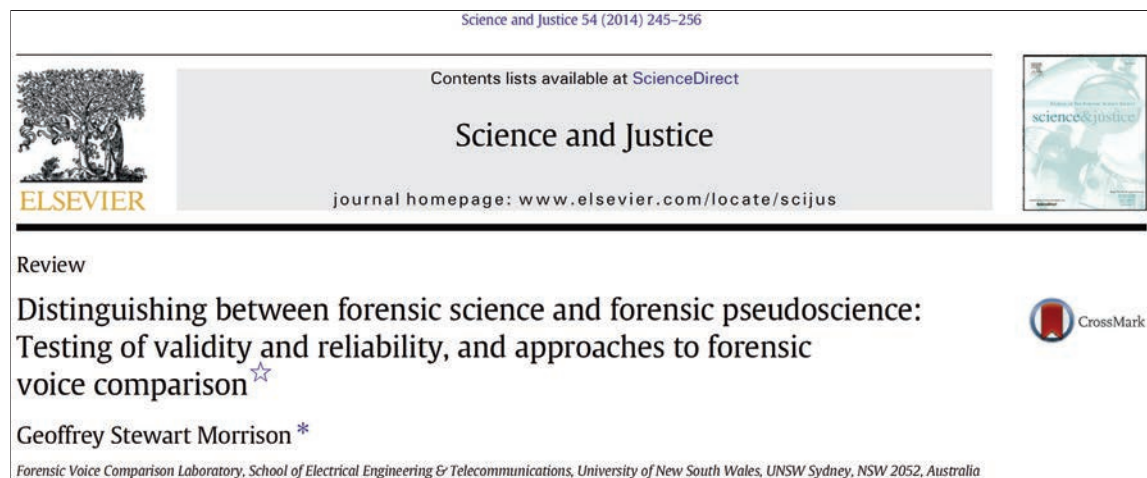 Science and Justice 54 (2014) 245–256
Contents lists available at ScienceDirect
Science and Justice
journal homepage: www.elsevier.com/locate/scijus
ELSEVIER
science&justice
Review
Distinguishing between forensic science and forensic pseudoscience:
Testing of validity and reliability, and approaches to forensic
voice comparison☆
CrossMark
Geoffrey Stewart Morrison *
Forensic Voice Comparison Laboratory, School of Electrical Engineering & Telecommunications, University of New South Wales, UNSW Sydney, NSW 2052, Australia